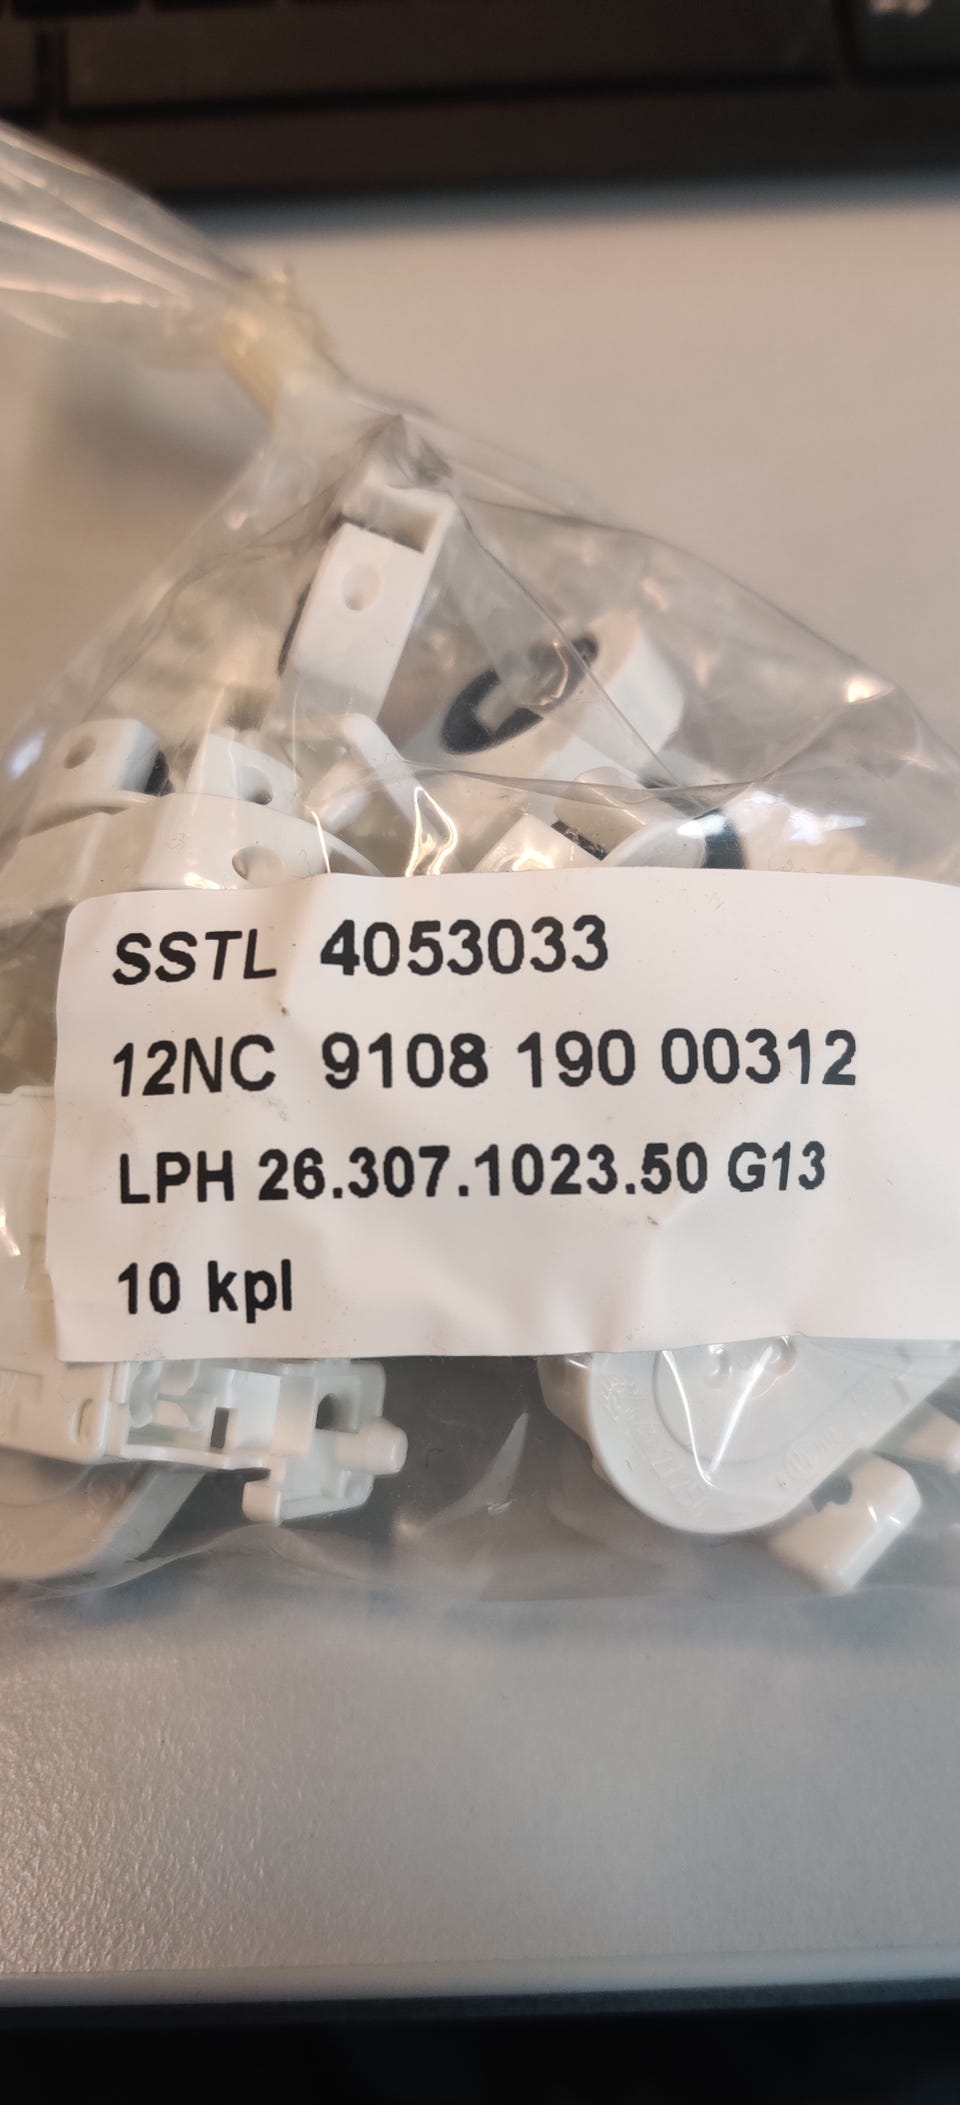 SSTL 4053033
12NC 9108 190 00312
LPH 26.307.1023.50 G13
10 kpl